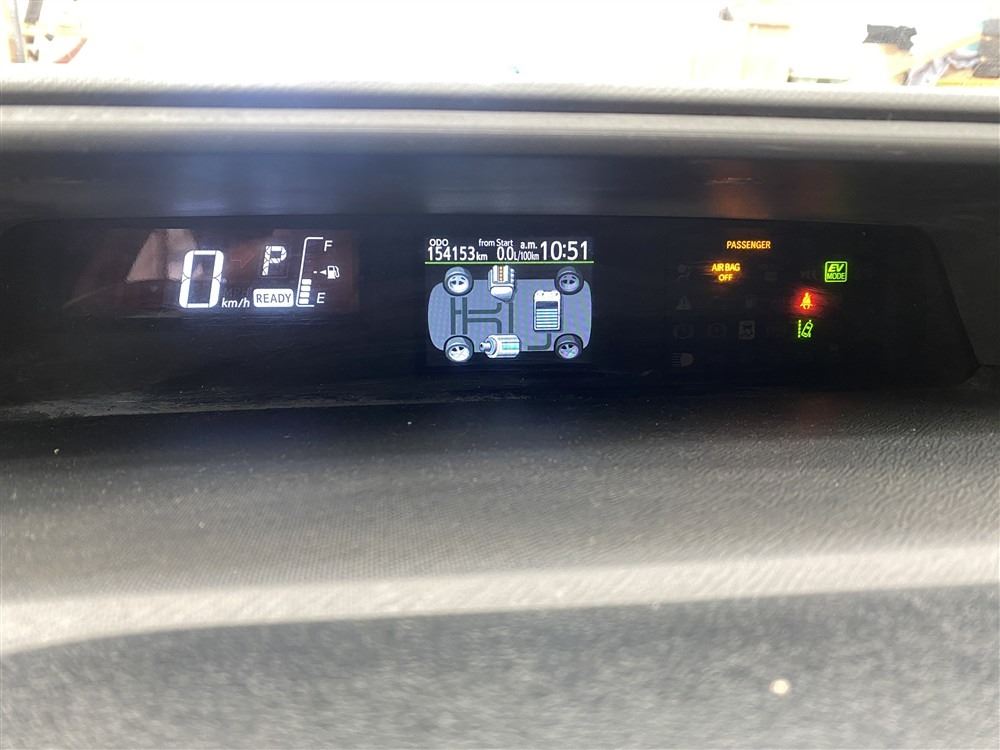 0 km/h
P
READY
F
E
ODO from Start a.m. 10:51
154153km 0.0L/100km
PASSENGER
AIR BAG
OFF
EV
MODE